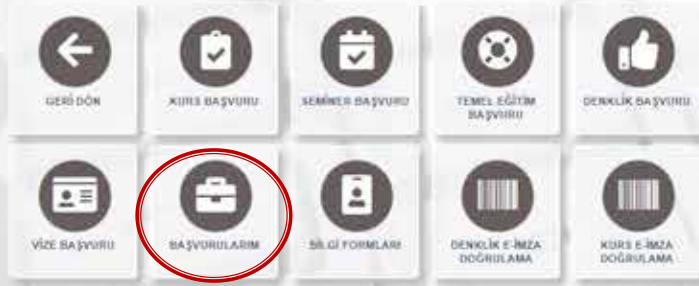 GERİ DÖN
KURS BAŞVURU
SEMİNER BAŞVURU
TEMEL EĞİTİM
BAŞVURU
DENKLİK BAŞVURU
VİZE BAŞVURU
BAŞVURULARIM
BİLGİ FORMLARI
DENKLİK E-İMZA
DOĞRULAMA
KURS E-İMZA
DOĞRULAMA